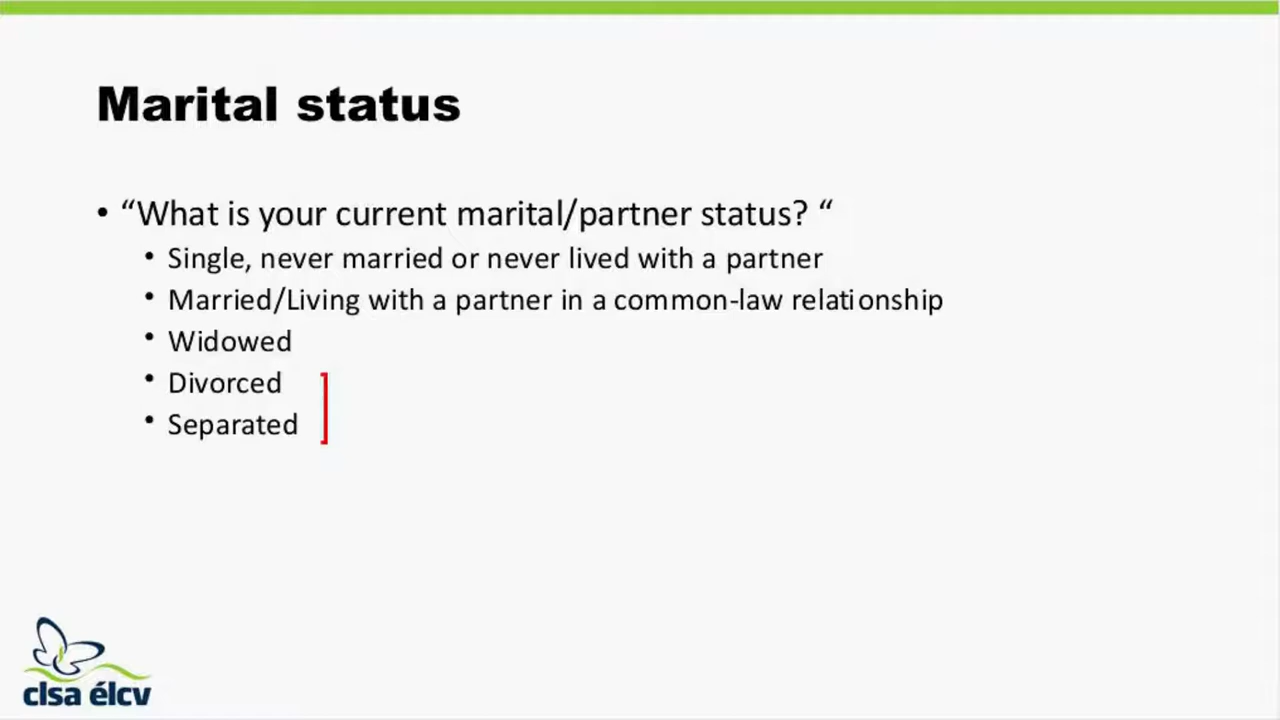 Marital status
• “What is your current marital/partner status? “
• Single, never married or never lived with a partner
• Married/Living with a partner in a common-law relationship
• Widowed
• Divorced
• Separated
clsa élcv